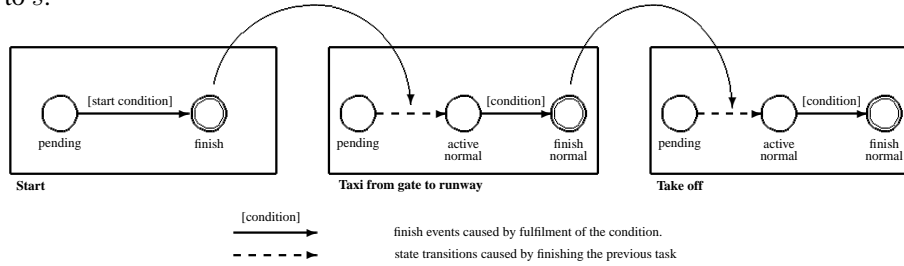 to s.
[start condition]
pending
finish
Start
[condition]
pending
active
normal
finish
normal
Taxi from gate to runway
[condition]
pending
active
normal
finish
normal
Take off
[condition]
finish events caused by fulfilment of the condition.
state transitions caused by finishing the previous task